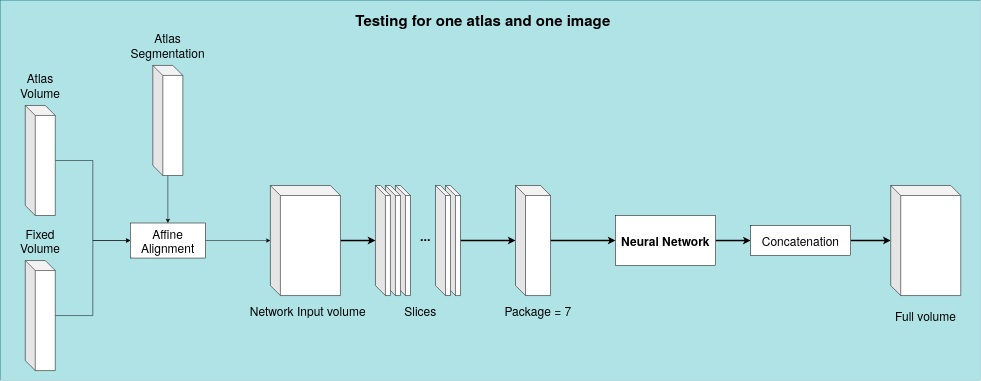 Testing for one atlas and one image
Atlas
Segmentation
Atlas
Volume
Fixed
Volume
Affine
Alignment
Network Input volume
...
Slices
Package = 7
Neural Network
Concatenation
Full volume